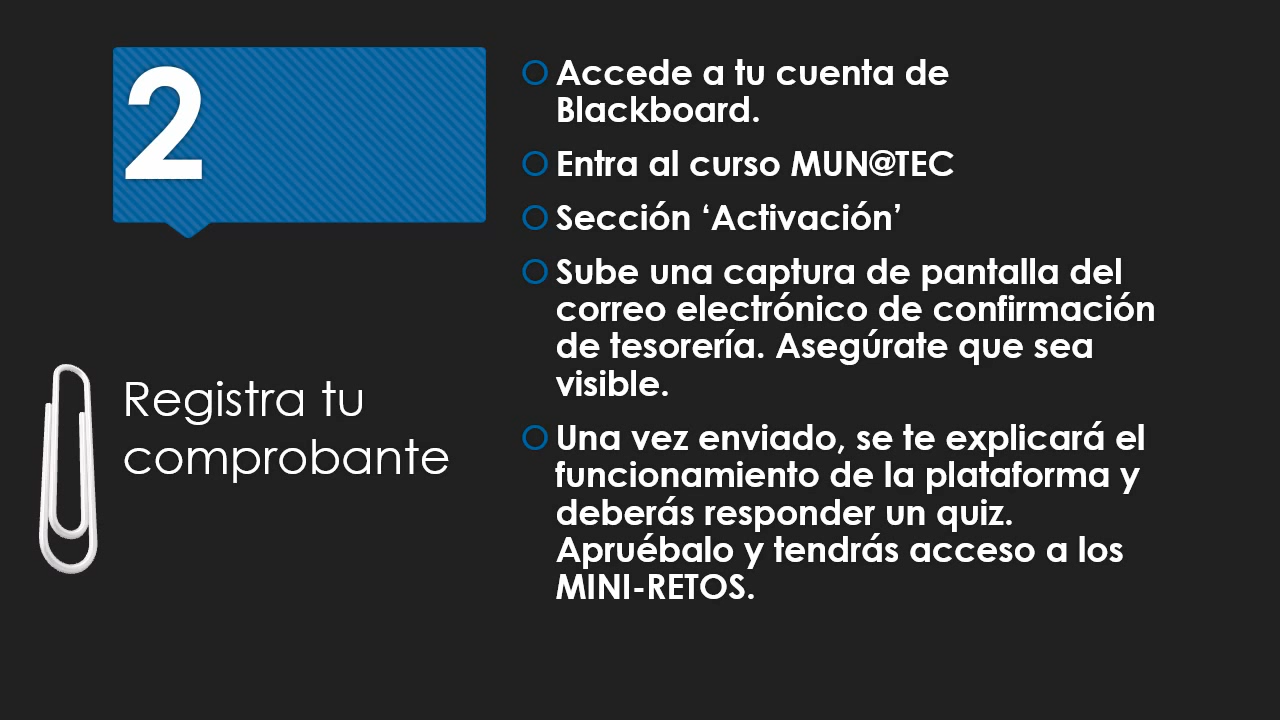 2
Registra tu
comprobante
Accede a tu cuenta de
Blackboard.
Entra al curso MUN@TEC
Sección ‘Activación’
Sube una captura de pantalla del
correo electrónico de confirmación
de tesorería. Asegúrate que sea
visible.
Una vez enviado, se te explicará el
funcionamiento de la plataforma y
deberás responder un quiz.
Apruébalo y tendrás acceso a los
MINI-RETOS.